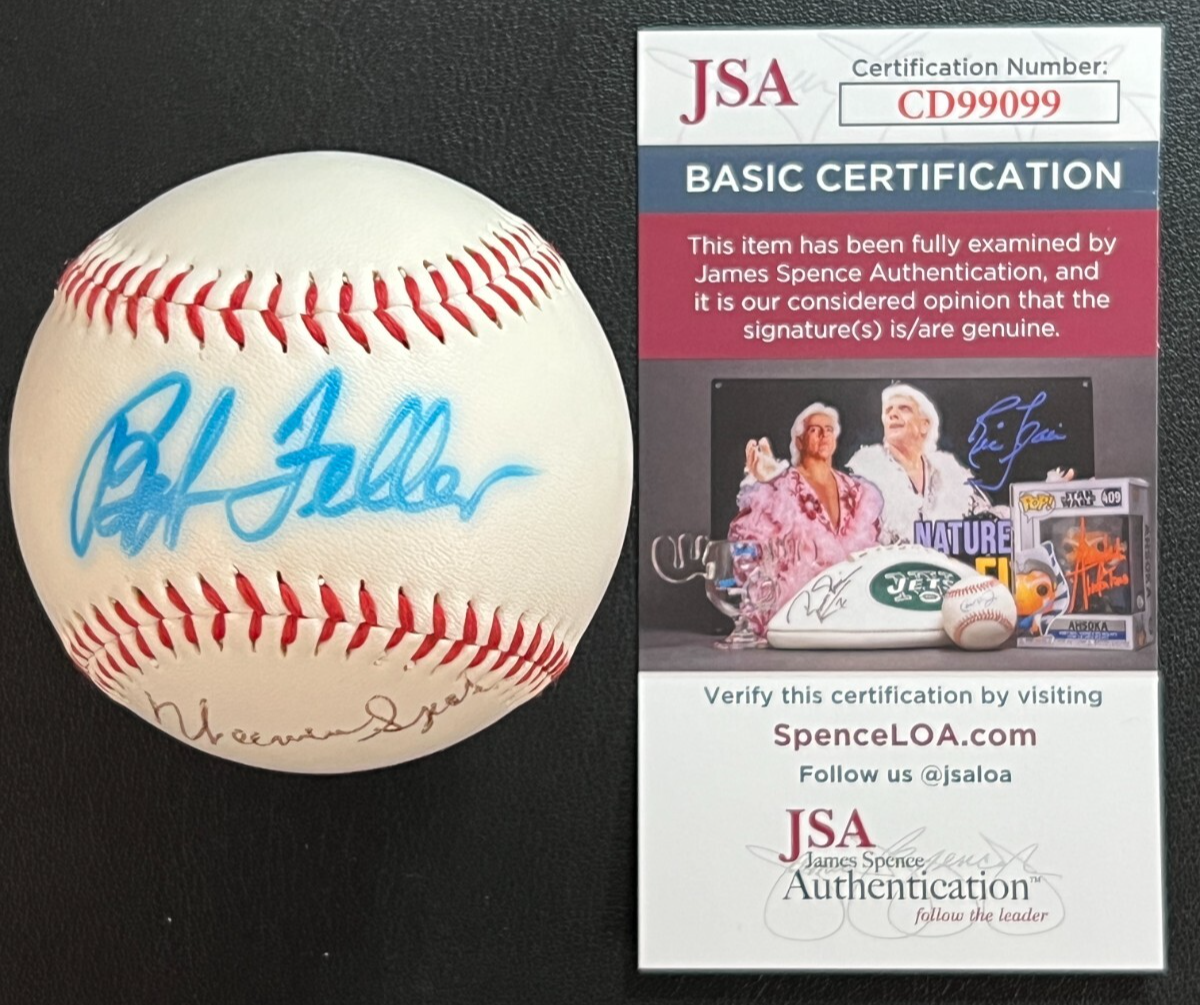 Bob Feller
Warren Spahn
JSA
Certification Number:
CD99099
BASIC CERTIFICATION
This item has been fully examined by
James Spence Authentication, and
it is our considered opinion that the
signature(s) is/are genuine.
NATURE
POP!
STAR WARS
409
JETS
AHSOKA
Verify this certification by visiting
SpenceLOA.com
Follow us @jsaloa
JSA
James Spence
Authentication™
follow the leader